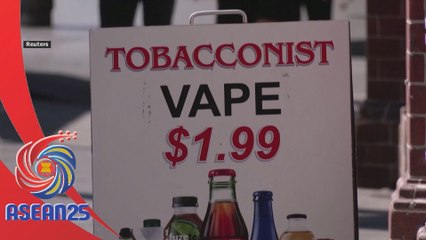 Reuters
TOBACCONIST
VAPE
$1.99
ASEAN25